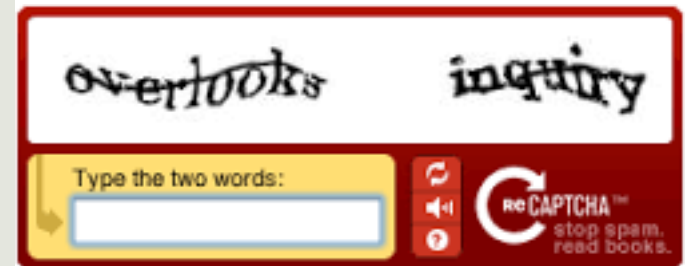 overlooks inquiry
Type the two words:
ReCAPTCHA™
stop spam.
read books.